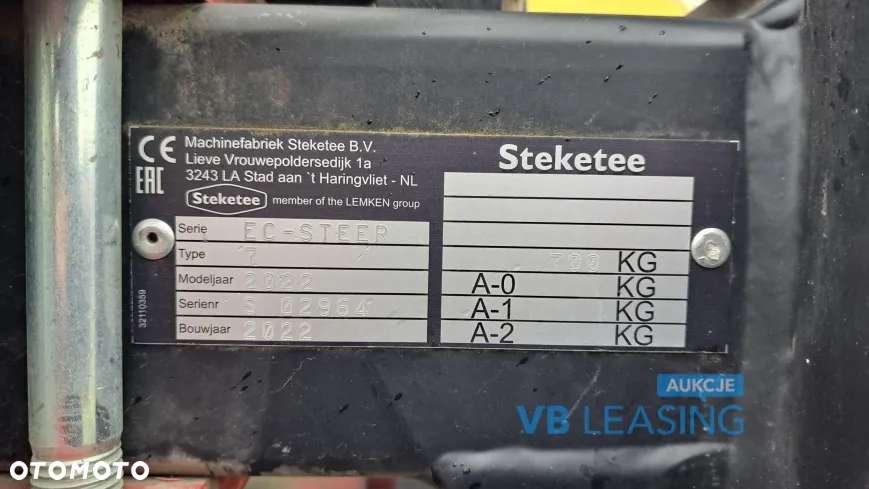 CE
EAC
Machinefabriek Steketee B.V.
Lieve Vrouwepoldersedijk 1a
3243 LA Stad aan `t Haringvliet - NL
Steketee member of the LEMKEN group
Serie EC-STEER
Type
Modeljaar 2022
Serienr S 02964
Bouwjaar 2022
32110359
Steketee
700 KG
A-0 KG
A-1 KG
A-2 KG
AUKCJE
VB LEASING
OTOMOTO